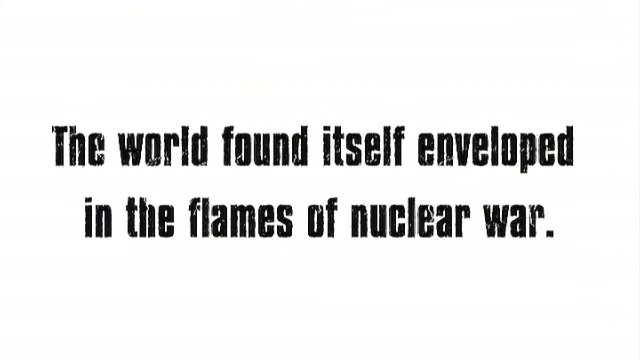 The world found itself enveloped
in the flames of nuclear war.